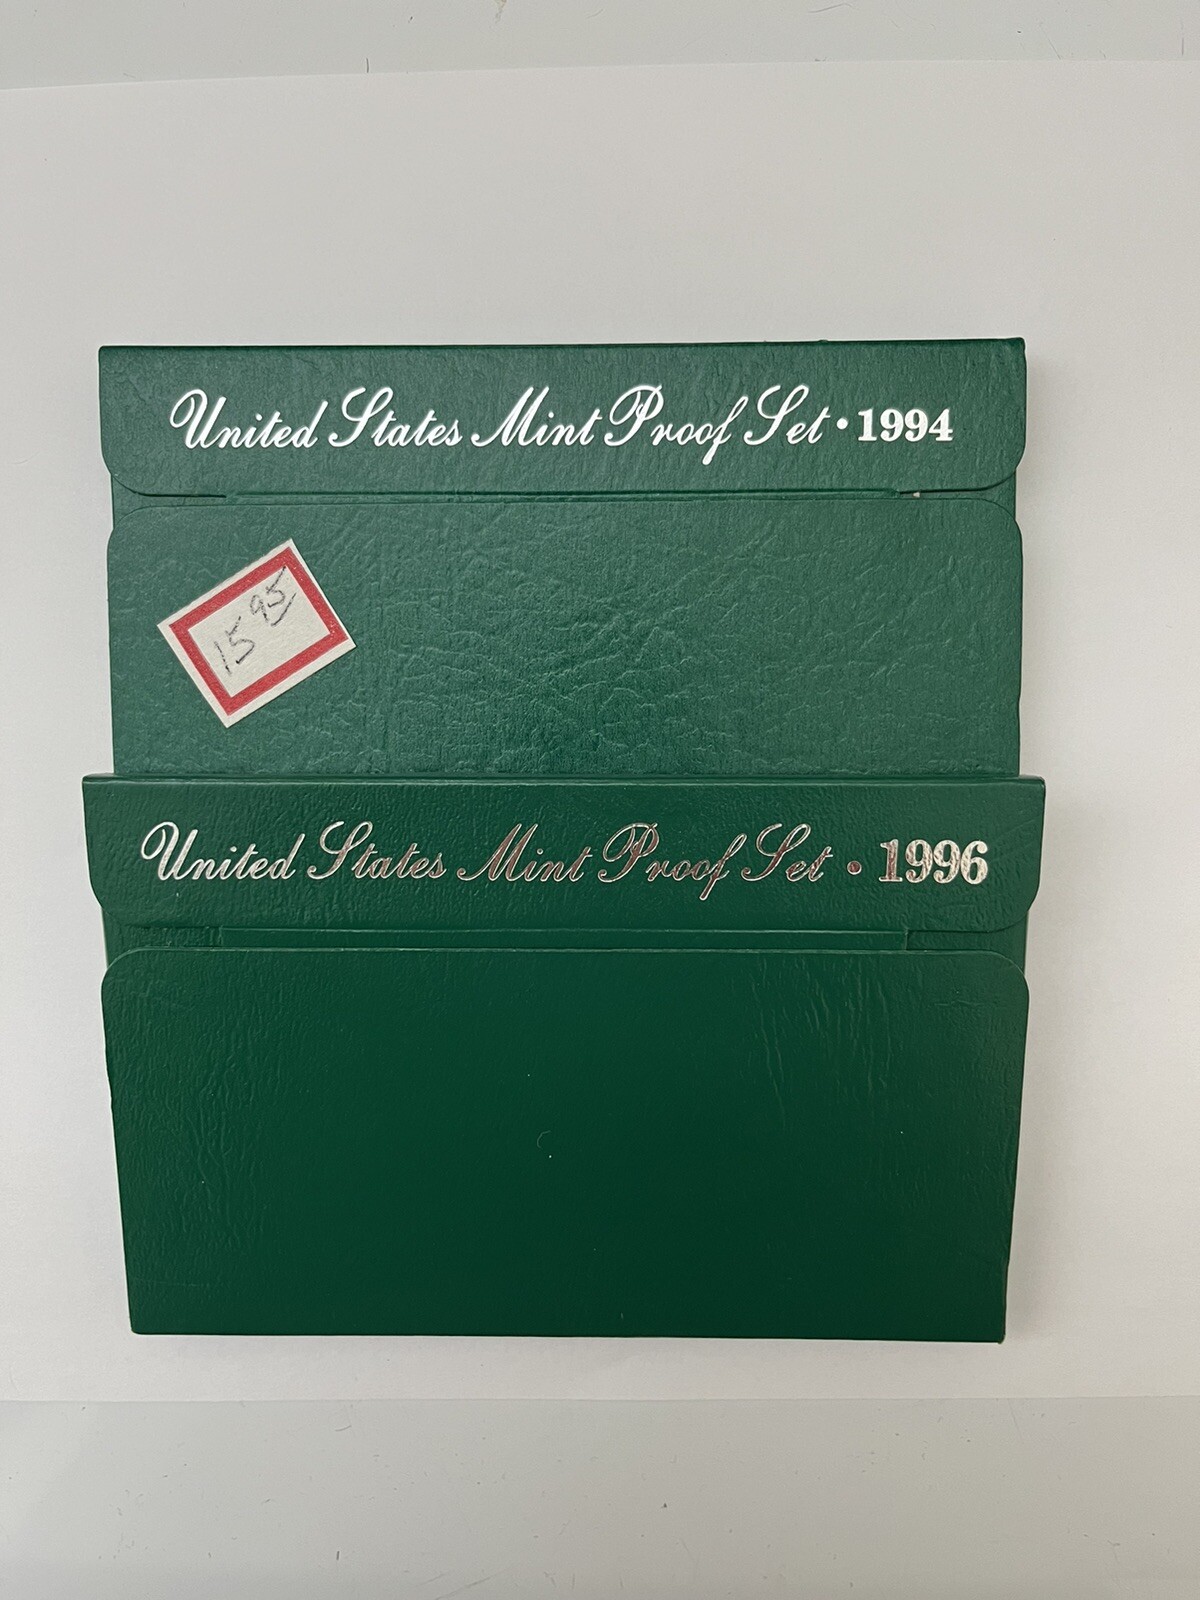 United States Mint Proof Set · 1994
15 95
United States Mint Proof Set · 1996